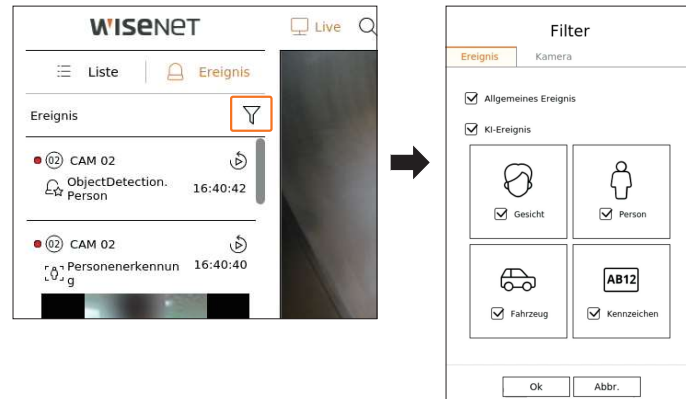 WISENET
Live
Liste
Ereignis
Ereignis
02 CAM 02
ObjectDetection.
Person
16:40:42
02 CAM 02
Personenerkennun
g
16:40:40
Filter
Ereignis Kamera
Allgemeines Ereignis
KI-Ereignis
Gesicht
Person
AB12
Fahrzeug
Kennzeichen
Ok Abbr.